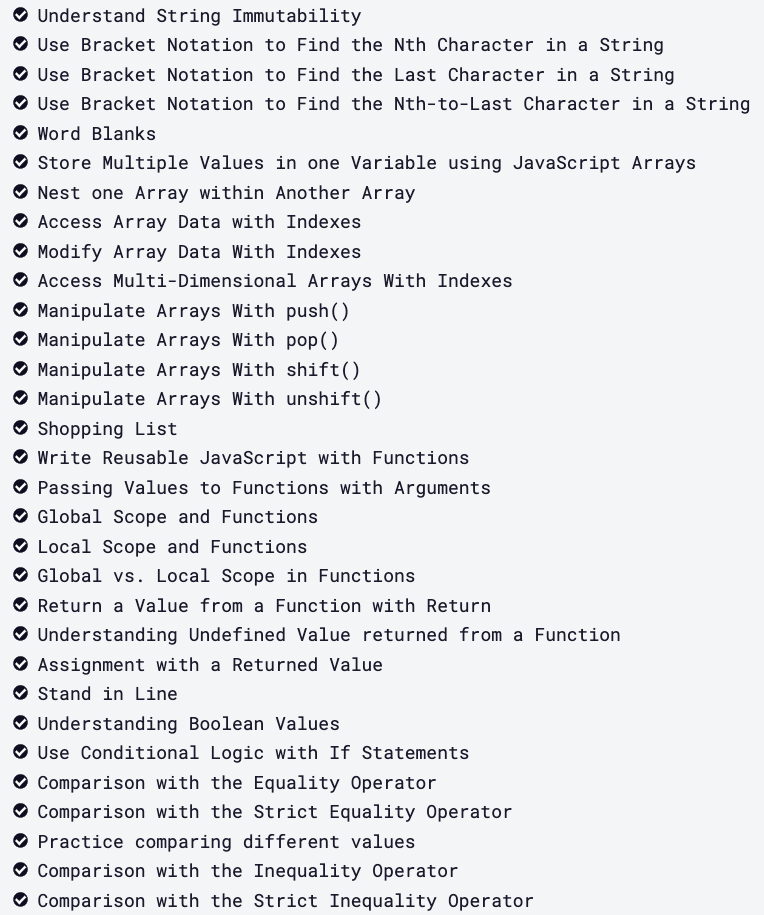 Understand String Immutability
Use Bracket Notation to Find the Nth Character in a String
Use Bracket Notation to Find the Last Character in a String
Use Bracket Notation to Find the Nth-to-Last Character in a String
Word Blanks
Store Multiple Values in one Variable using JavaScript Arrays
Nest one Array within Another Array
Access Array Data with Indexes
Modify Array Data With Indexes
Access Multi-Dimensional Arrays With Indexes
Manipulate Arrays With push()
Manipulate Arrays With pop()
Manipulate Arrays With shift()
Manipulate Arrays With unshift()
Shopping List
Write Reusable JavaScript with Functions
Passing Values to Functions with Arguments
Global Scope and Functions
Local Scope and Functions
Global vs. Local Scope in Functions
Return a Value from a Function with Return
Understanding Undefined Value returned from a Function
Assignment with a Returned Value
Stand in Line
Understanding Boolean Values
Use Conditional Logic with If Statements
Comparison with the Equality Operator
Comparison with the Strict Equality Operator
Practice comparing different values
Comparison with the Inequality Operator
Comparison with the Strict Inequality Operator